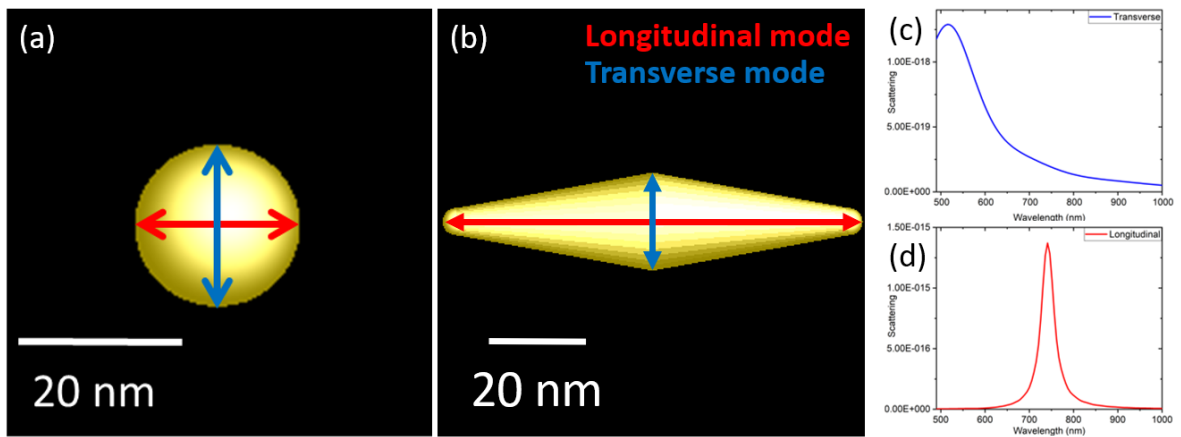 (a)
20 nm
(b)
Longitudinal mode
Transverse mode
20 nm
(c)
Transverse
1.00E-018
5.00E-019
0.00E+000
Scattering
500 600 700 800 900 1000
Wavelength (nm)
(d)
Longitudinal
1.50E-015
1.00E-015
5.00E-016
0.00E+000
Scattering
500 600 700 800 900 1000
Wavelength (nm)